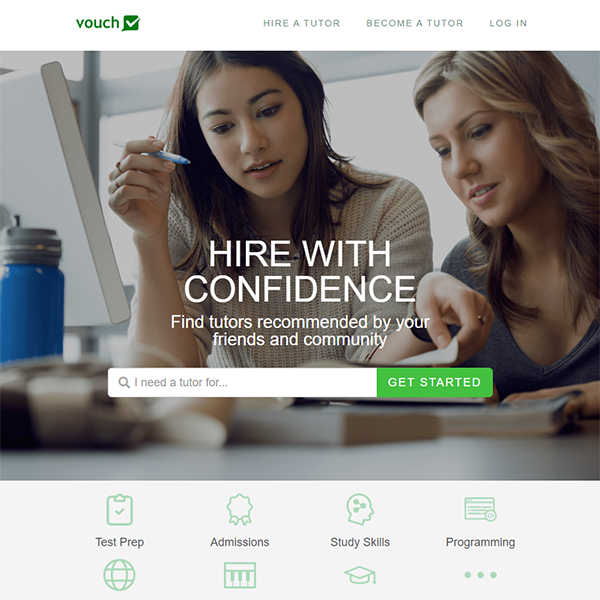 vouch
HIRE A TUTOR BECOME A TUTOR LOG IN
HIRE WITH
CONFIDENCE
Find tutors recommended by your
friends and community
I need a tutor for...
GET STARTED
Test Prep Admissions Study Skills Programming